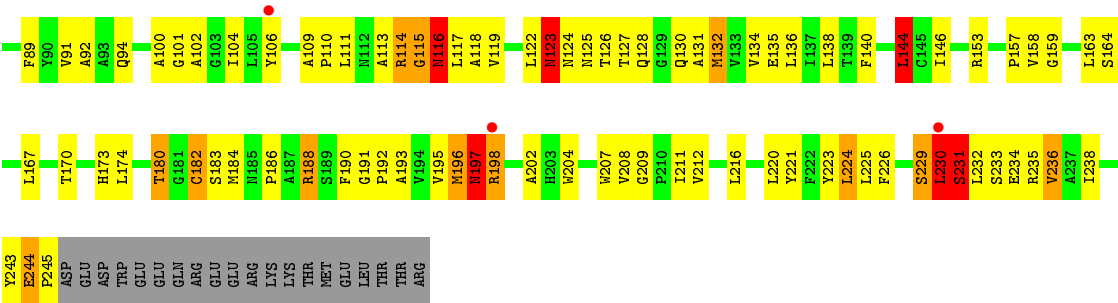 F89 Y90 V91 A92 A93 Q94 A100 G101 A102 G103 I104 L105 Y106 A109 P110 L111 N112 A113 R114 G115 N116 L117 A118 V119 L122 N123 N124 N125 T126 T127 Q128 G129 Q130 A131 M132 V133 V134 E135 L136 I137 L138 T139 F140 L144 C145 I146 R153 P157 V158 G159 L163 S164
L167 T170 H173 L174 T180 G181 C182 S183 M184 N185 P186 A187 R188 S189 F190 G191 P192 A193 V194 V195 M196 N197 R198 A202 H203 W204 W207 V208 G209 P210 I211 V212 L216 L220 Y221 F222 Y223 L224 L225 F226 S229 L230 S231 L232 S233 E234 R235 V236 A237 I238
Y243 E244 P245 ASP GLU ASP TRP GLU GLU GLN ARG GLU GLU ARG LYS LYS THR MET GLU LEU THR THR ARG